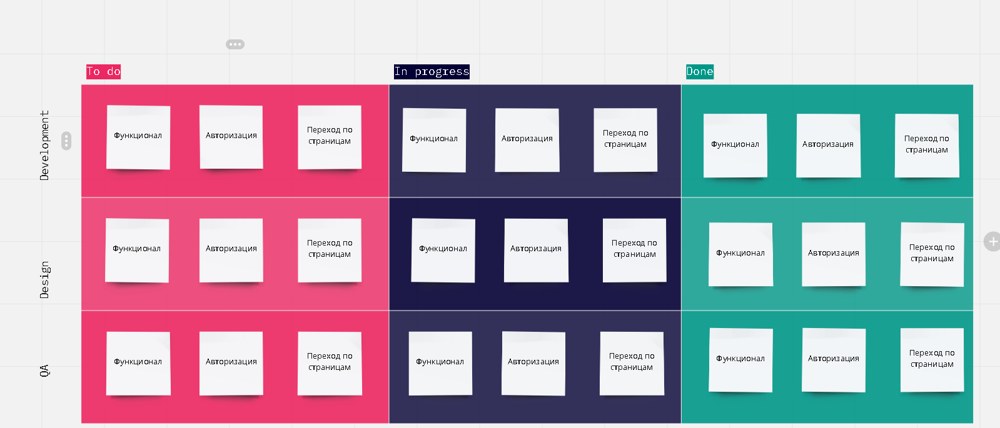 To do
In progress
Done
Development
Функционал
Авторизация
Переход по
страницам
Функционал
Авторизация
Переход по
страницам
Функционал
Авторизация
Переход по
страницам
Design
Функционал
Авторизация
Переход по
страницам
Функционал
Авторизация
Переход по
страницам
Функционал
Авторизация
Переход по
страницам
QA
Функционал
Авторизация
Переход по
страницам
Функционал
Авторизация
Переход по
страницам
Функционал
Авторизация
Переход по
страницам